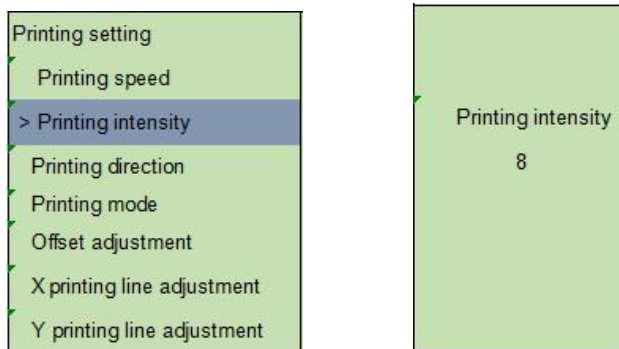 Printing setting
Printing speed
> Printing intensity
Printing direction
Printing mode
Offset adjustment
X printing line adjustment
Y printing line adjustment
Printing intensity
8